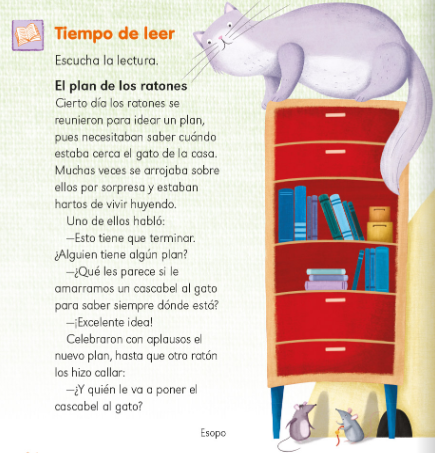 Tiempo de leer
Escucha la lectura.
El plan de los ratones
Cierto día los ratones se
reunieron para idear un plan,
pues necesitaban saber cuándo
estaba cerca el gato de la casa.
Muchas veces se arrojaba sobre
ellos por sorpresa y estaban
hartos de vivir huyendo.
Uno de ellos habló:
—Esto tiene que terminar.
¿Alguien tiene algún plan?
—¿Qué les parece si le
amarramos un cascabel al gato
para saber siempre dónde está?
—¡Excelente idea!
Celebraron con aplausos el
nuevo plan, hasta que otro ratón
los hizo callar:
—¿Y quién le va a poner el
cascabel al gato?
Esopo